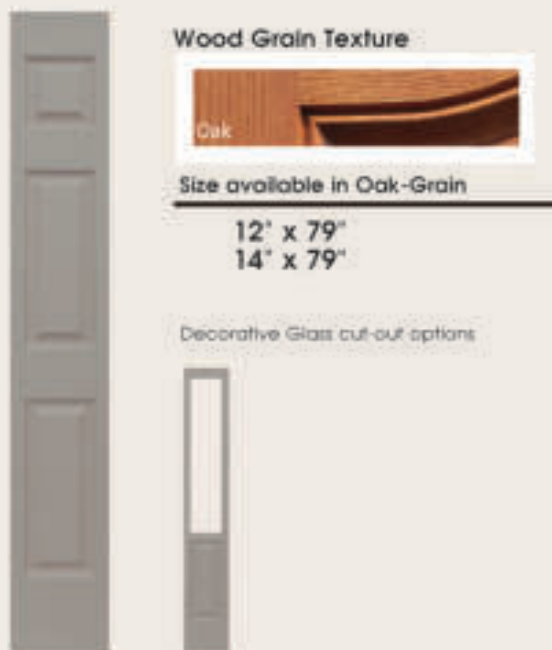 Wood Grain Texture
Oak
Size available in Oak-Grain
12" x 79"
14" x 79"
Decorative Glass cut-out options